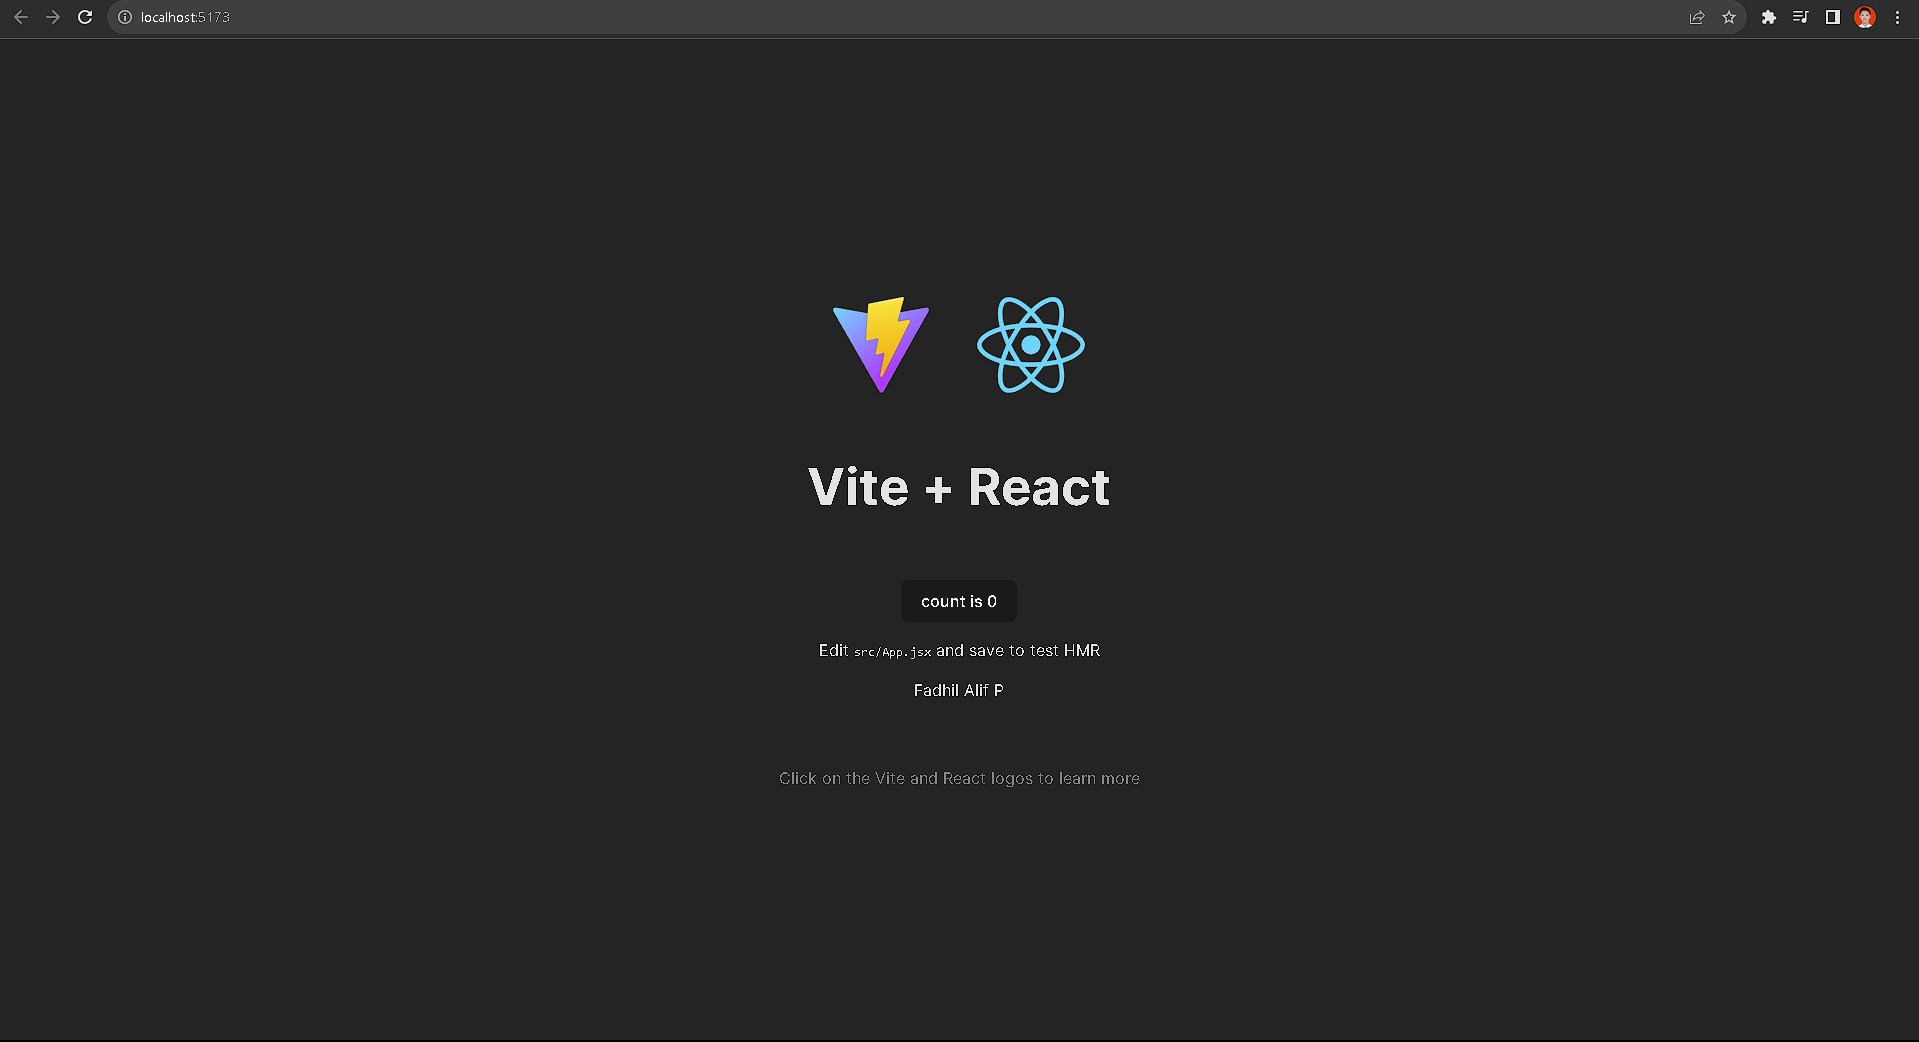 localhost:5173
Vite + React
count is 0
Edit src/App.jsx and save to test HMR
Fadhil Alif P
Click on the Vite and React logos to learn more